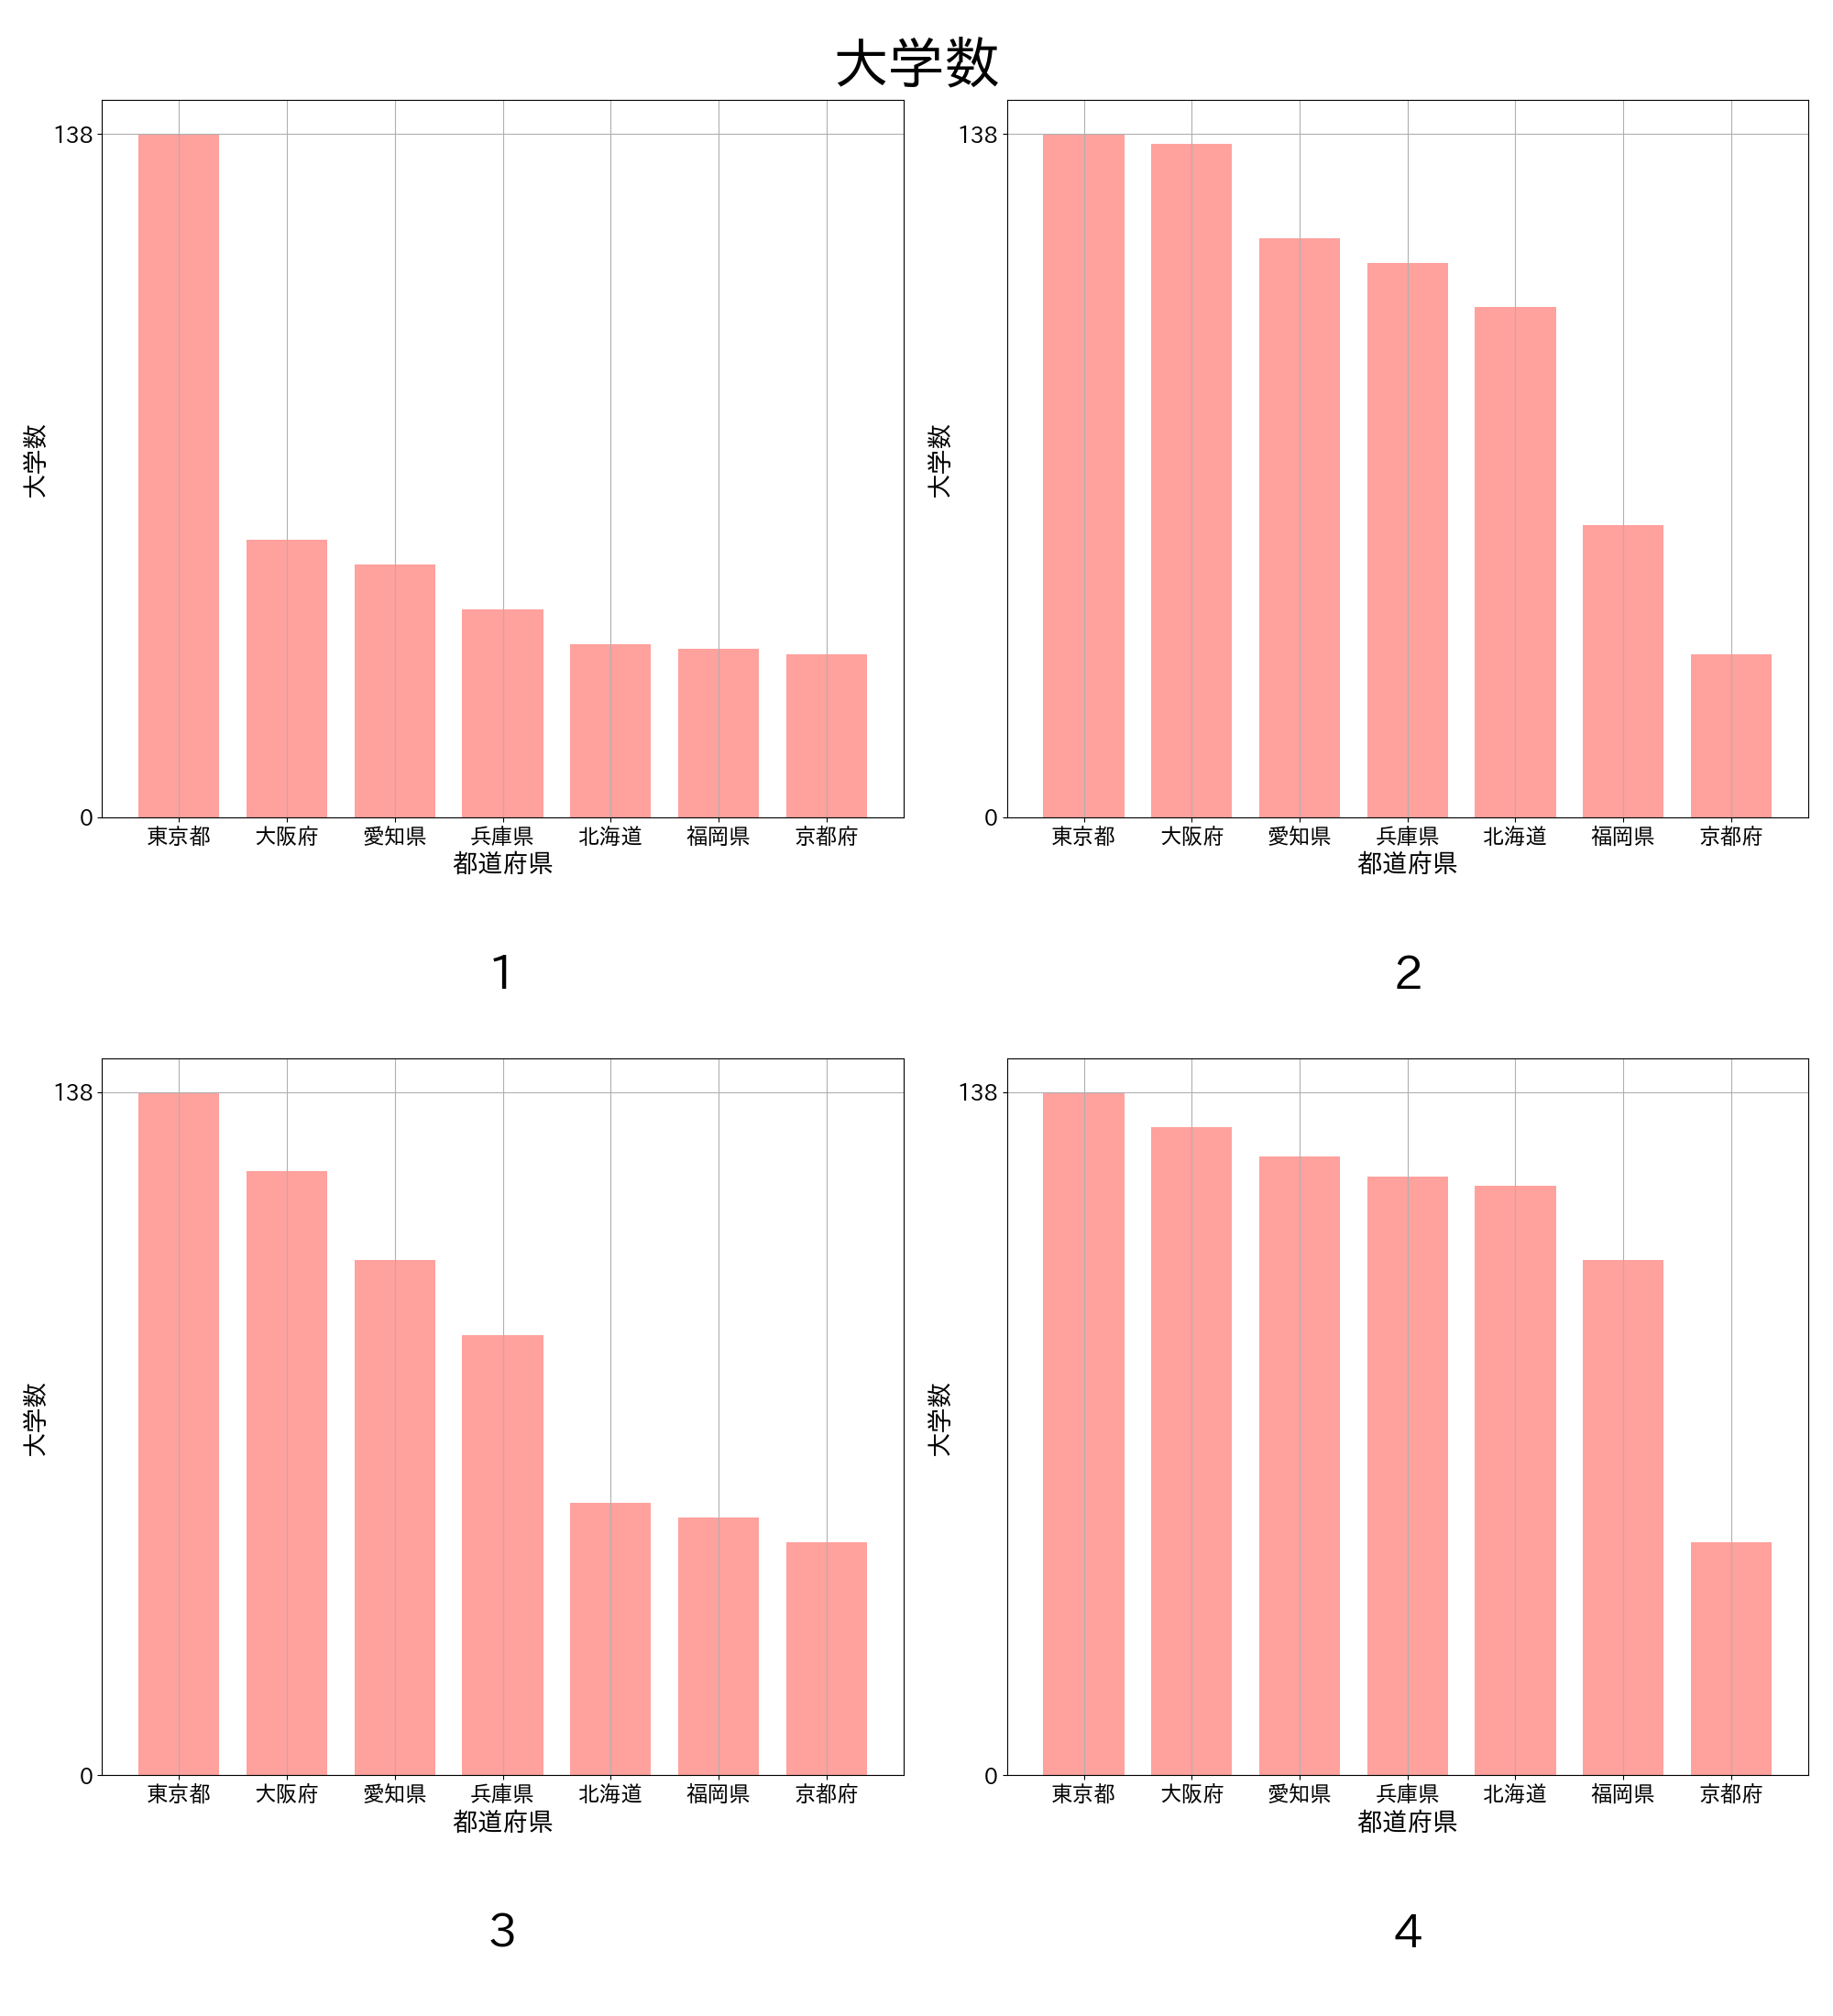 大学数
138
0
大学数
東京都 大阪府 愛知県 兵庫県 北海道 福岡県 京都府
都道府県
1
138
0
大学数
東京都 大阪府 愛知県 兵庫県 北海道 福岡県 京都府
都道府県
2
138
0
大学数
東京都 大阪府 愛知県 兵庫県 北海道 福岡県 京都府
都道府県
3
138
0
大学数
東京都 大阪府 愛知県 兵庫県 北海道 福岡県 京都府
都道府県
4